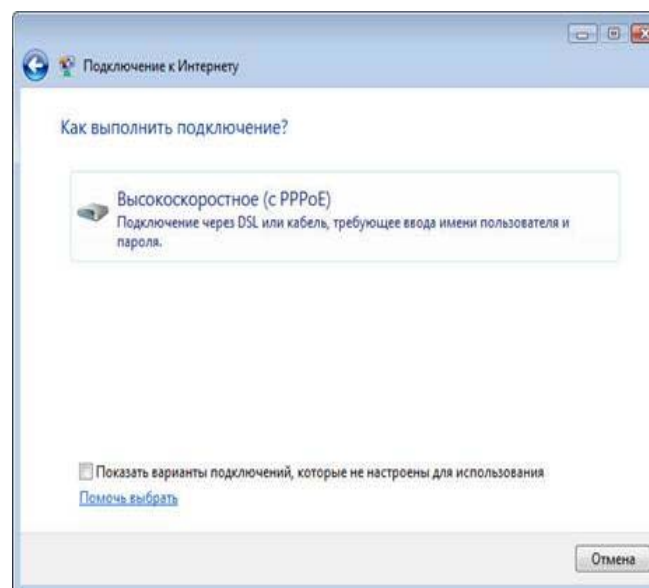 Подключение к Интернету
Как выполнить подключение?
Высокоскоростное (с PPPoE)
Подключение через DSL или кабель, требующее ввода имени пользователя и
пароля.
Показать варианты подключений, которые не настроены для использования
Помочь выбрать
Отмена